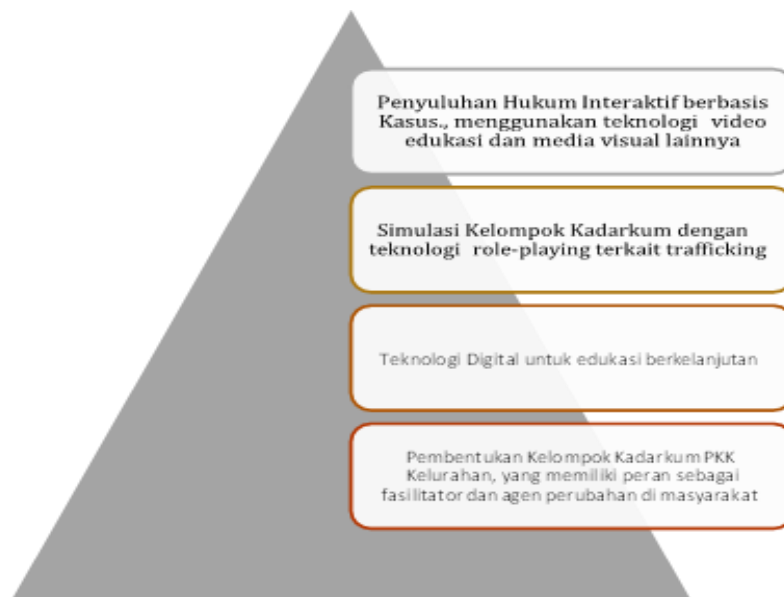 Penyuluhan Hukum Interaktif berbasis
Kasus., menggunakan teknologi video
edukasi dan media visual lainnya
Simulasi Kelompok Kadarkum dengan
teknologi role-playing terkait trafficking
Teknologi Digital untuk edukasi berkelanjutan
Pembentukan Kelompok Kadarkum PKK
Kelurahan, yang memiliki peran sebagai
fasilitator dan agen perubahan di masyarakat